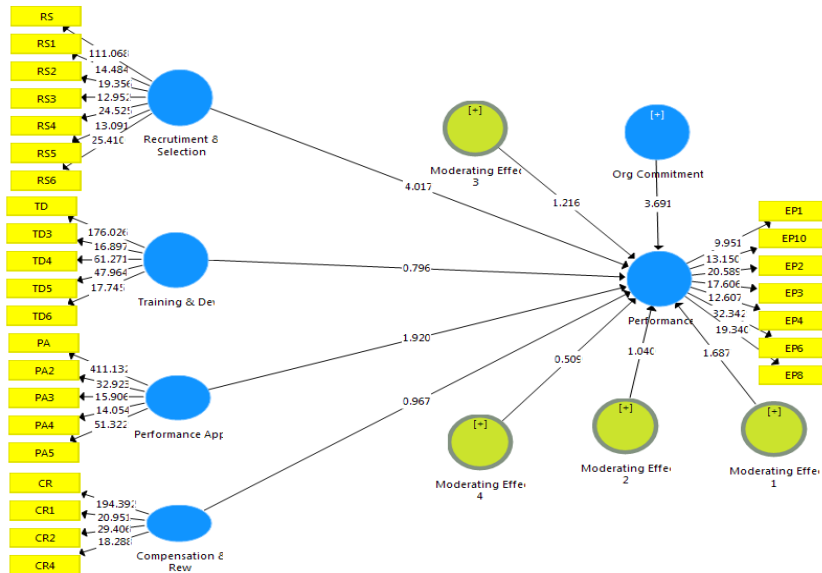 RS
RS1
RS2
RS3
RS4
RS5
RS6
111.068
14.484
19.356
12.952
24.525
13.091
25.410
Recrutiment &
Selection
TD
TD3
TD4
TD5
TD6
176.026
16.897
61.271
47.964
17.745
Training & De
PA
PA2
PA3
PA4
PA5
411.132
32.923
15.906
14.054
51.322
Performance App
CR
CR1
CR2
CR4
194.392
20.951
29.406
18.288
Compensation &
Rew
4.017
0.796
1.920
0.967
[+]
Moderating Effe
3
1.216
[+]
Org Commitment
3.691
Performance
EP1
EP10
EP2
EP3
EP4
EP6
EP8
9.951
13.150
20.589
17.606
12.607
32.342
19.340
0.509
1.040
1.687
[+]
Moderating Effe
4
[+]
Moderating Effe
2
[+]
Moderating Effe
1